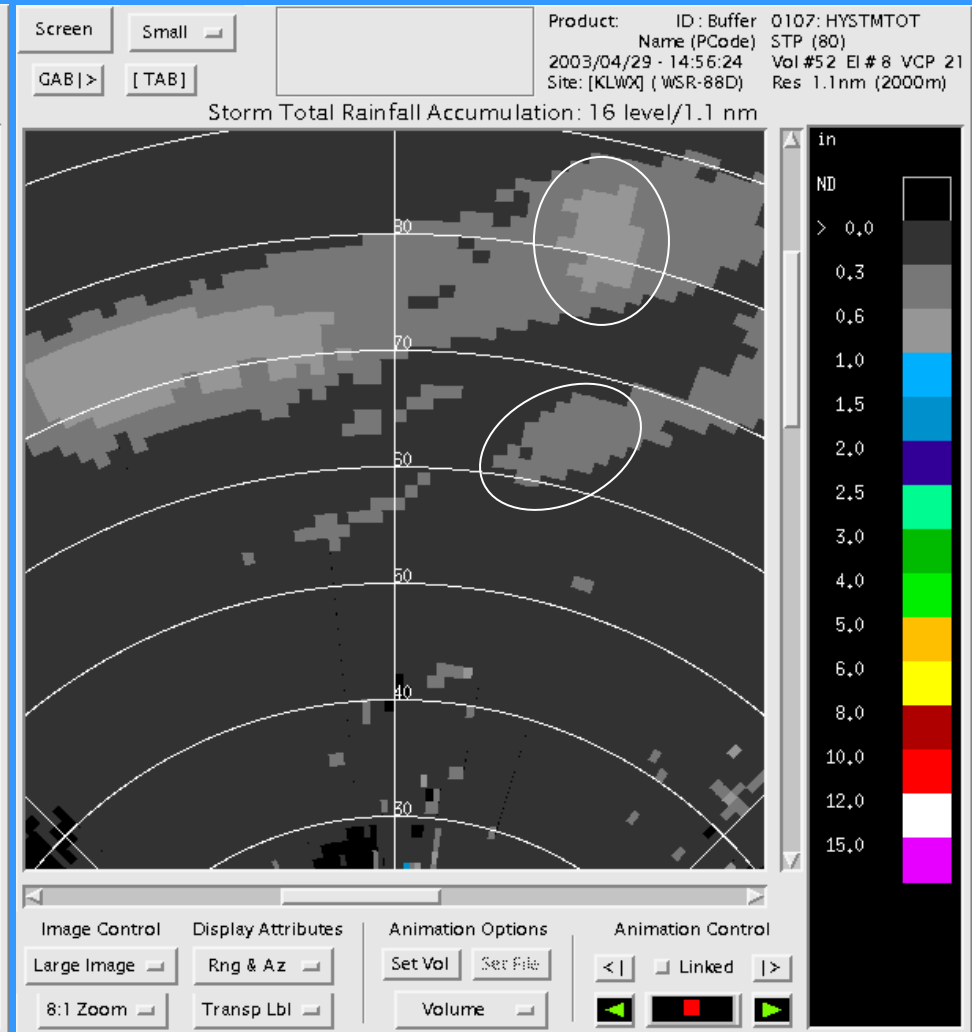 Screen
Small
GAB|>
[TAB]
Product: ID: Buffer 0107: HYSTMTOT
Name (PCode) STP (80)
2003/04/29 - 14:56:24 Vol #52 El # 8 VCP 21
Site: [KLWX] (WSR-88D) Res 1.1nm (2000m)
Storm Total Rainfall Accumulation: 16 level/1.1 nm
80
70
60
50
40
30
in
ND
> 0.0
0.3
0.6
1.0
1.5
2.0
2.5
3.0
4.0
5.0
6.0
8.0
10.0
12.0
15.0
Image Control
Large Image
8:1 Zoom
Display Attributes
Rng & Az
Transp Lbl
Animation Options
Set Vol
Set File
Volume
Animation Control
<|
Linked
|>